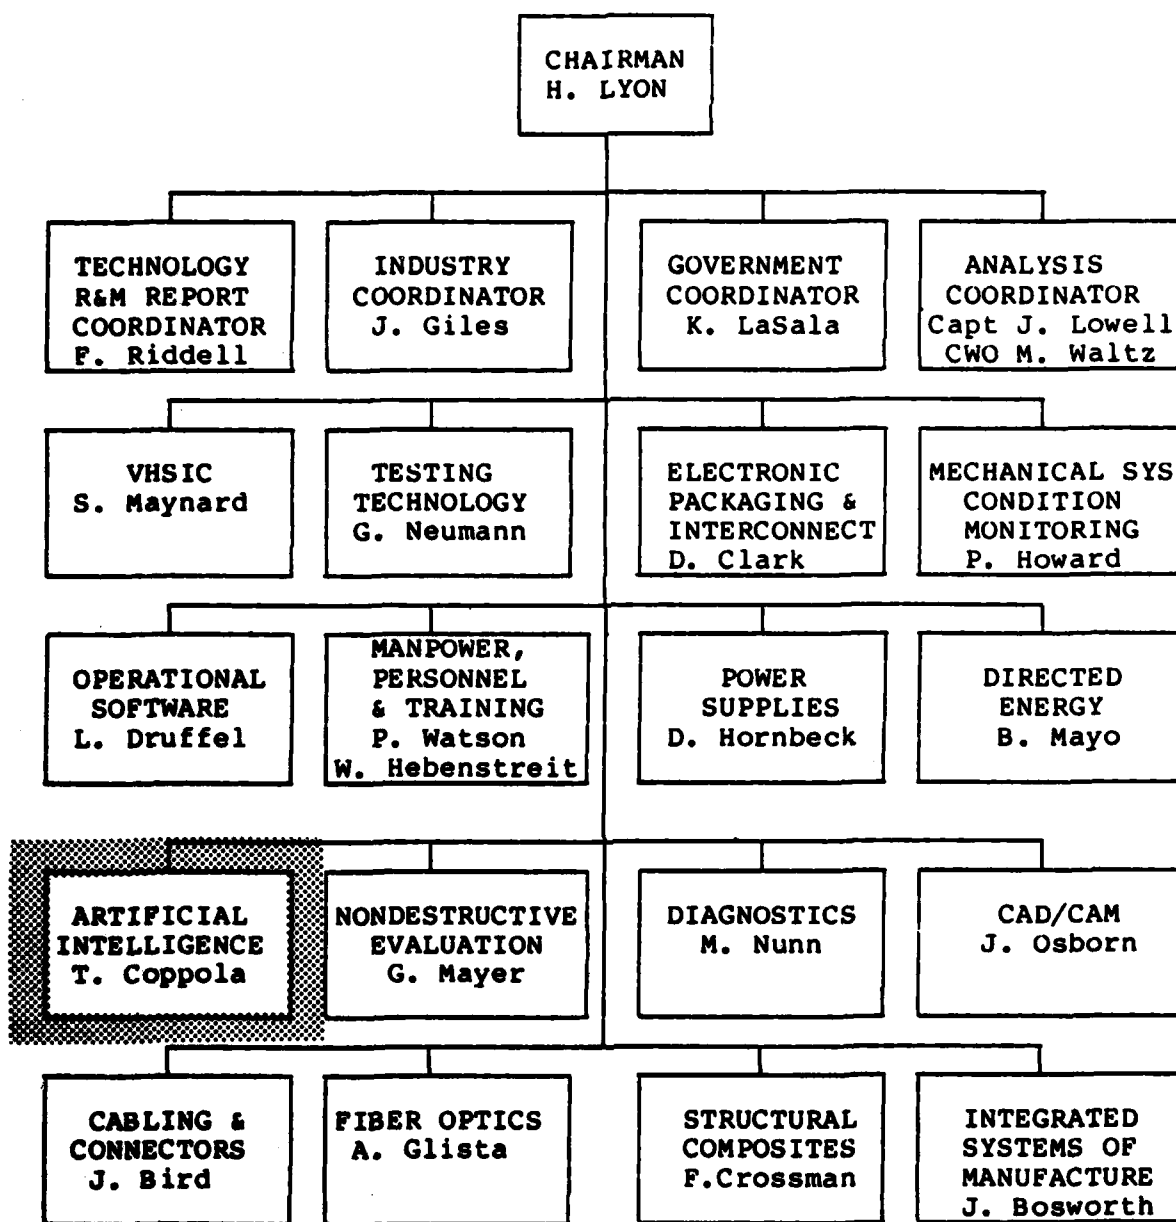 CHAIRMAN
H. LYON
TECHNOLOGY
R&M REPORT
COORDINATOR
F. Riddell
INDUSTRY
COORDINATOR
J. Giles
GOVERNMENT
COORDINATOR
K. LaSala
ANALYSIS
COORDINATOR
Capt J. Lowell
CWO M. Waltz
VHSIC
S. Maynard
TESTING
TECHNOLOGY
G. Neumann
ELECTRONIC
PACKAGING &
INTERCONNECT
D. Clark
MECHANICAL SYS
CONDITION
MONITORING
P. Howard
OPERATIONAL
SOFTWARE
L. Druffel
MANPOWER,
PERSONNEL
& TRAINING
P. Watson
W. Hebenstreit
POWER
SUPPLIES
D. Hornbeck
DIRECTED
ENERGY
B. Mayo
ARTIFICIAL
INTELLIGENCE
T. Coppola
NONDESTRUCTIVE
EVALUATION
G. Mayer
DIAGNOSTICS
M. Nunn
CAD/CAM
J. Osborn
CABLING &
CONNECTORS
J. Bird
FIBER OPTICS
A. Glista
STRUCTURAL
COMPOSITES
F.Crossman
INTEGRATED
SYSTEMS OF
MANUFACTURE
J. Bosworth